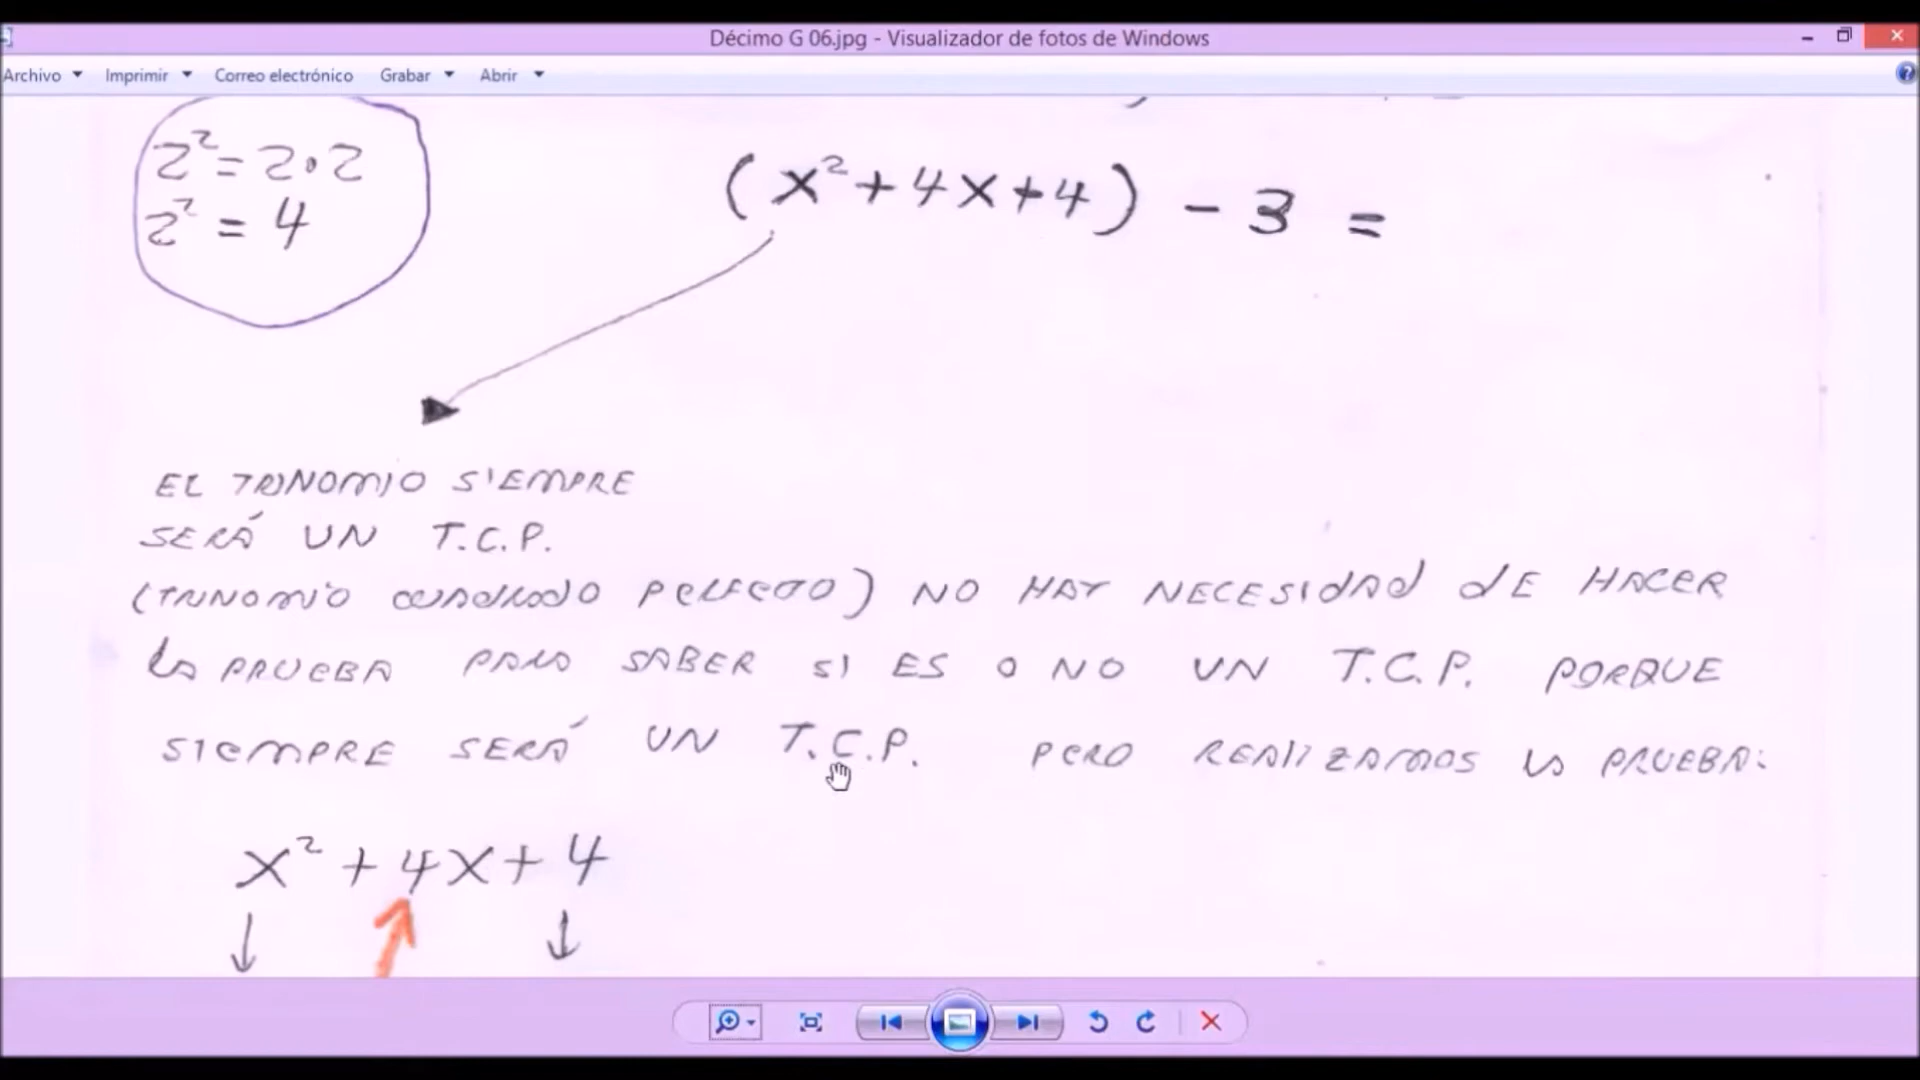 Décimo G 06.jpg - Visualizador de fotos de Windows
Archivo Imprimir Correo electrónico Grabar Abrir
2² = 2·2
2² = 4
(x² + 4x + 4) - 3 =
EL TRINOMIO SIEMPRE
SERÁ UN T.C.P.
(TRINOMIO CUADRADO PERFECTO) NO HAY NECESIDAD DE HACER
LA PRUEBA PARA SABER SI ES O NO UN T.C.P. PORQUE
SIEMPRE SERÁ UN T.C.P. PERO REALIZAMOS LA PRUEBA:
x² + 4x + 4